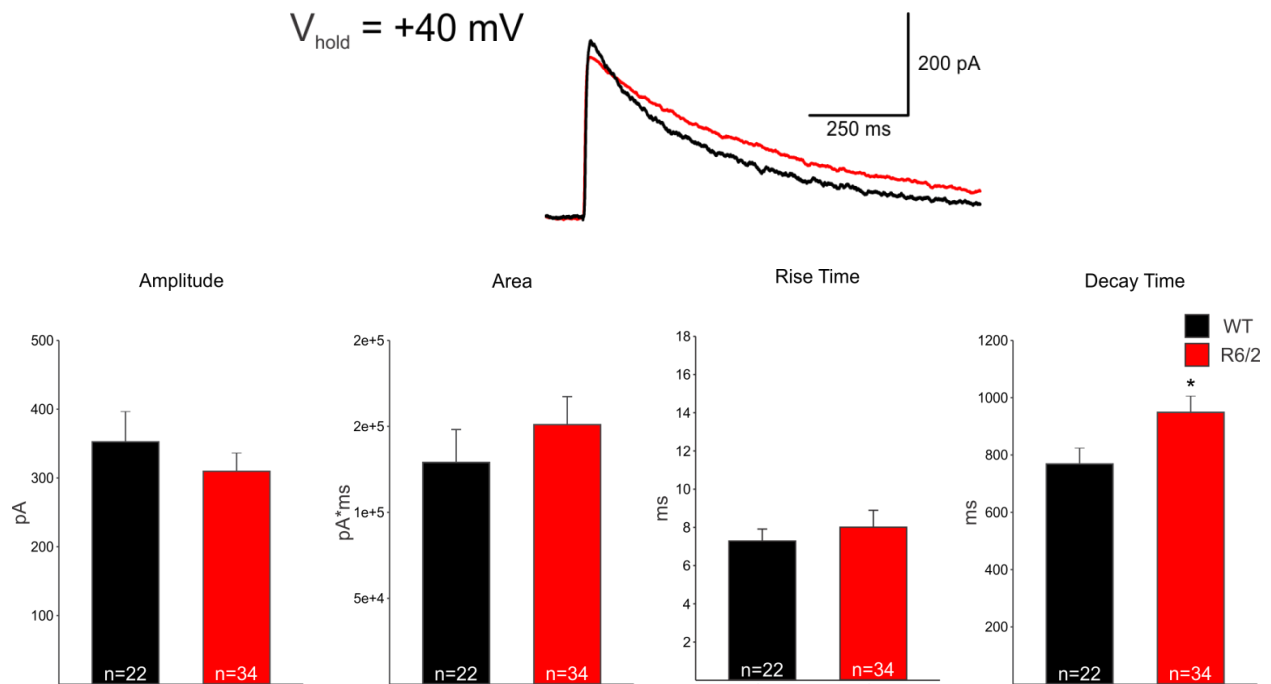 Vhold = +40 mV
200 pA
250 ms
Amplitude
Area
Rise Time
Decay Time
WT
R6/2
*
500
400
300
200
100
pA
n=22
n=34
2e+5
2e+5
1e+5
5e+4
pA*ms
n=22
n=34
18
16
14
12
10
8
6
4
2
ms
n=22
n=34
1200
1000
800
600
400
200
ms
n=22
n=34